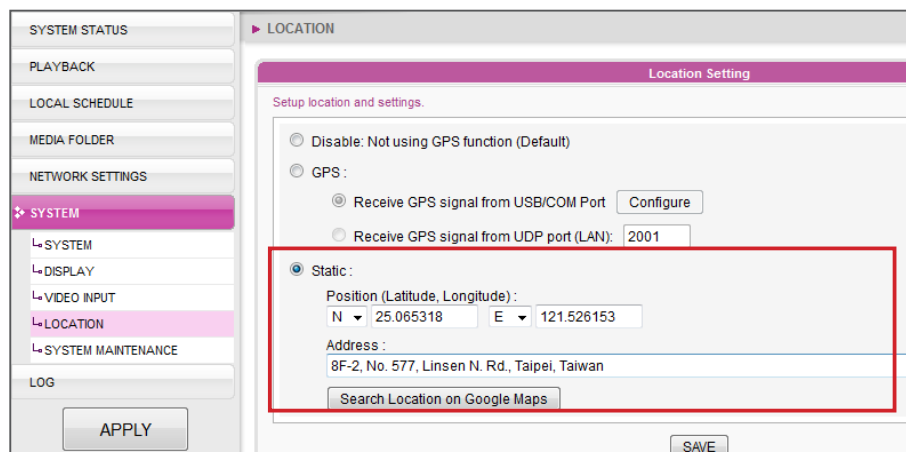 SYSTEM STATUS
PLAYBACK
LOCAL SCHEDULE
MEDIA FOLDER
NETWORK SETTINGS
SYSTEM
SYSTEM
DISPLAY
VIDEO INPUT
LOCATION
SYSTEM MAINTENANCE
LOG
APPLY
LOCATION
Location Setting
Setup location and settings.
Disable: Not using GPS function (Default)
GPS :
Receive GPS signal from USB/COM Port Configure
Receive GPS signal from UDP port (LAN): 2001
Static :
Position (Latitude, Longitude) :
N 25.065318 E 121.526153
Address :
8F-2, No. 577, Linsen N. Rd., Taipei, Taiwan
Search Location on Google Maps
SAVE